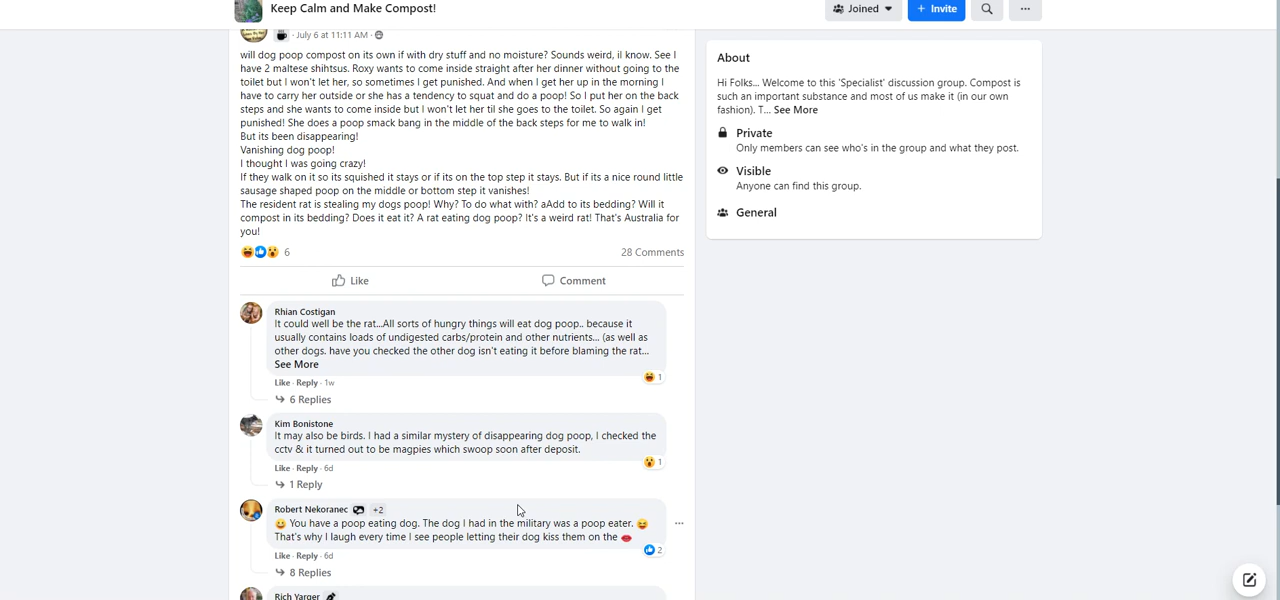 Keep Calm and Make Compost!
Joined
+ Invite
· July 6 at 11:11 AM ·
will dog poop compost on its own if with dry stuff and no moisture? Sounds weird, il know. See I
have 2 maltese shihtsus. Roxy wants to come inside straight after her dinner without going to the
toilet but I won't let her, so sometimes I get punished. And when I get her up in the morning I
have to carry her outside or she has a tendency to squat and do a poop! So I put her on the back
steps and she wants to come inside but I won't let her til she goes to the toilet. So again I get
punished! She does a poop smack bang in the middle of the back steps for me to walk in!
But its been disappearing!
Vanishing dog poop!
I thought I was going crazy!
If they walk on it so its squished it stays or if its on the top step it stays. But if its a nice round little
sausage shaped poop on the middle or bottom step it vanishes!
The resident rat is stealing my dogs poop! Why? To do what with? aAdd to its bedding? Will it
compost in its bedding? Does it eat it? A rat eating dog poop? It's a weird rat! That's Australia for
you!
6
28 Comments
Like
Comment
Rhian Costigan
It could well be the rat...All sorts of hungry things will eat dog poop.. because it
usually contains loads of undigested carbs/protein and other nutrients... (as well as
other dogs. have you checked the other dog isn't eating it before blaming the rat...
See More
1
Like · Reply · 1w
6 Replies
Kim Bonistone
It may also be birds. I had a similar mystery of disappearing dog poop, I checked the
cctv & it turned out to be magpies which swoop soon after deposit.
1
Like · Reply · 6d
1 Reply
Robert Nekoranec +2
😀 You have a poop eating dog. The dog I had in the military was a poop eater. 😆
That's why I laugh every time I see people letting their dog kiss them on the 👄
2
Like · Reply · 6d
8 Replies
Rich Yarger
About
Hi Folks... Welcome to this 'Specialist' discussion group. Compost is
such an important substance and most of us make it (in our own
fashion). T... See More
Private
Only members can see who's in the group and what they post.
Visible
Anyone can find this group.
General